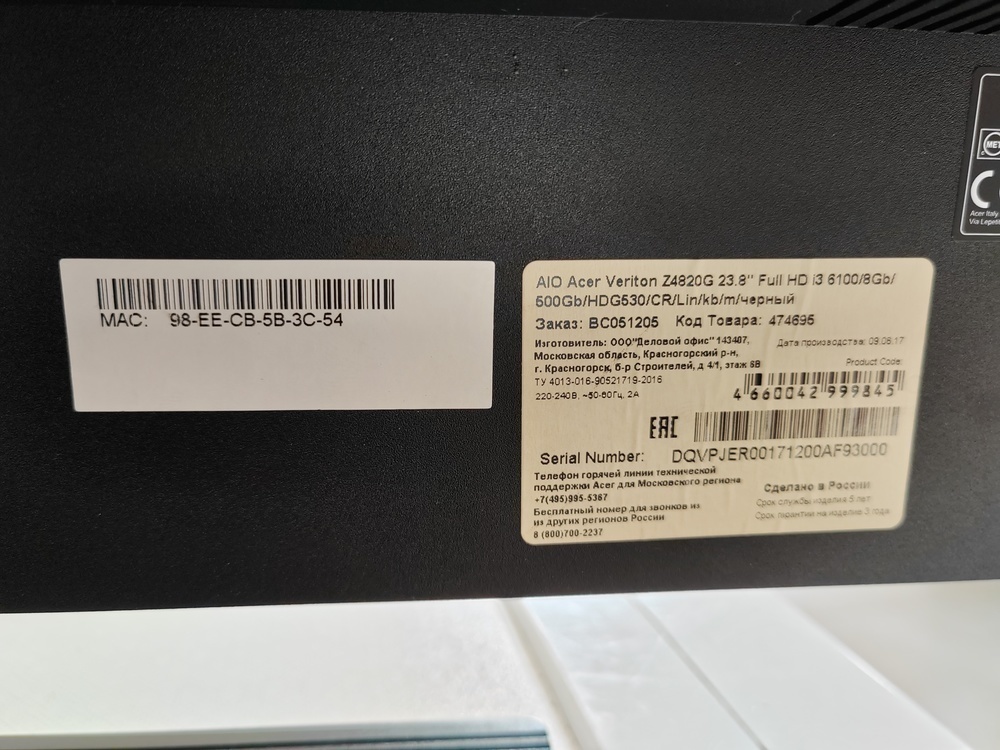 MAC: 98-EE-CB-5B-3C-54
AIO Acer Veriton Z4820G 23.8" Full HD i3 6100/8Gb/
500Gb/HDG530/CR/Lin/kb/m/черный
Заказ: BC051205 Код Товара: 474695
Изготовитель: ООО"Деловой офис" 143407,
Московская область, Красногорский р-н,
г. Красногорск, б-р Строителей, д 4/1, этаж 6В
Дата производства: 09.08.17
ТУ 4013-016-90521719-2016
220-240В, ~50-60Гц, 2А
Product Code:
4 660042 999845
EAC
Serial Number: DQVPJER00171200AF93000
Телефон горячей линии технической
поддержки Acer для Московского региона
+7(495)995-5367
Бесплатный номер для звонков из
из других регионов России
8 (800)700-2237
Сделано в России
Срок службы изделия 5 лет
Срок гарантии на изделие 3 года
MET
C
Acer Italy